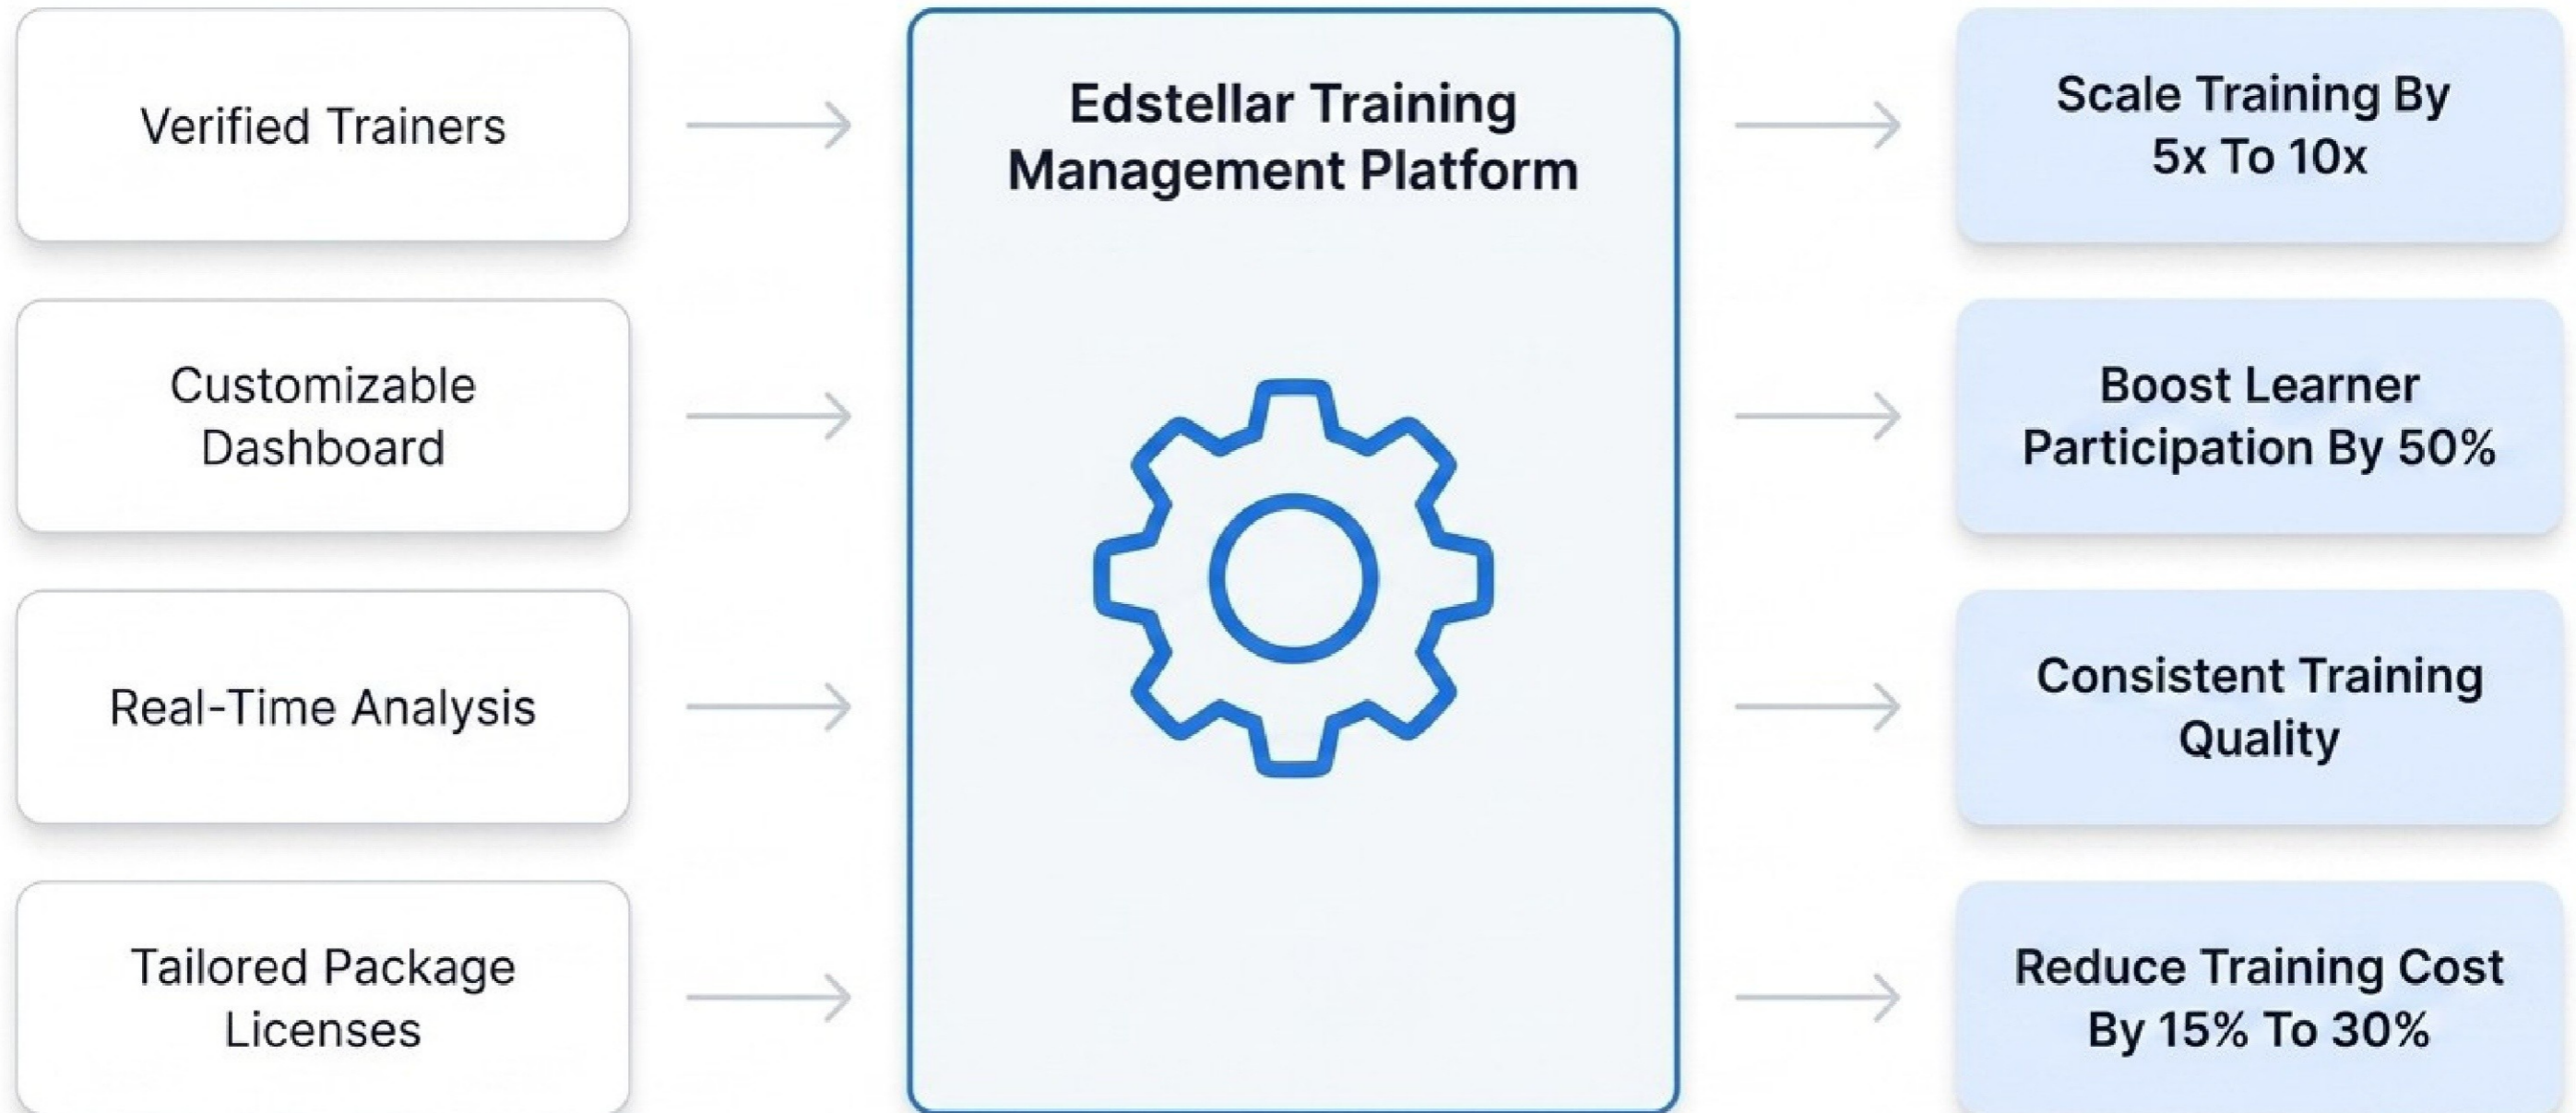 Verified Trainers
Customizable
Dashboard
Real-Time Analysis
Tailored Package
Licenses
Edstellar Training
Management Platform
Scale Training By
5x To 10x
Boost Learner
Participation By 50%
Consistent Training
Quality
Reduce Training Cost
By 15% To 30%